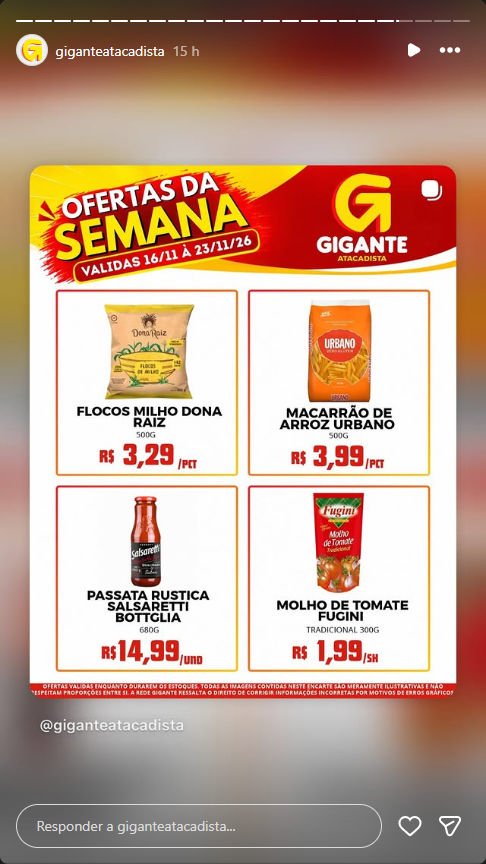 giganteatacadista 15 h
OFERTAS DA
SEMANA
VALIDAS 16/11 À 23/11/26
G
GIGANTE
ATACADISTA
Dona Raiz
FLOCOS
DE MILHO
FLOCOS MILHO DONA
RAIZ
500G
R$ 3,29 /PCT
URBANO
MACARRÃO DE
ARROZ URBANO
500G
R$ 3,99 /PCT
Salsaretti
PASSATA RUSTICA
SALSARETTI
BOTTGLIA
680G
R$ 14,99 /UND
Fugini
Molho
de Tomate
Tradicional
MOLHO DE TOMATE
FUGINI
TRADICIONAL 300G
R$ 1,99 /SH
OFERTAS VALIDAS ENQUANTO DURAREM OS ESTOQUES. TODAS AS IMAGENS CONTIDAS NESTE ENCARTE SÃO MERAMENTE ILUSTRATIVAS E NÃO
RESPEITAM PROPORÇÕES ENTRE SI. A REDE GIGANTE RESSALTA O DIREITO DE CORRIGIR INFORMAÇÕES INCORRETAS POR MOTIVOS DE ERROS GRÁFICOS
@giganteatacadista
Responder a giganteatacadista...